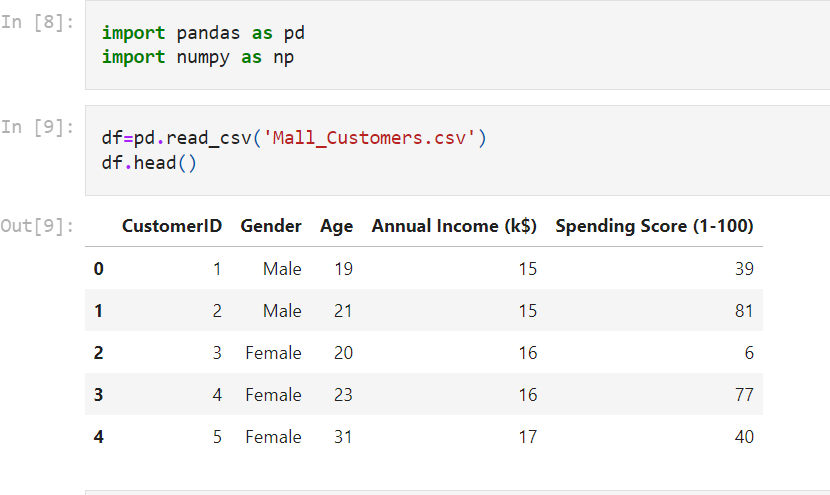 In [8]:
import pandas as pd
import numpy as np
In [9]:
df=pd.read_csv('Mall_Customers.csv')
df.head()
Out[9]:
CustomerID Gender Age Annual Income (k$) Spending Score (1-100)
0 1 Male 19 15 39
1 2 Male 21 15 81
2 3 Female 20 16 6
3 4 Female 23 16 77
4 5 Female 31 17 40